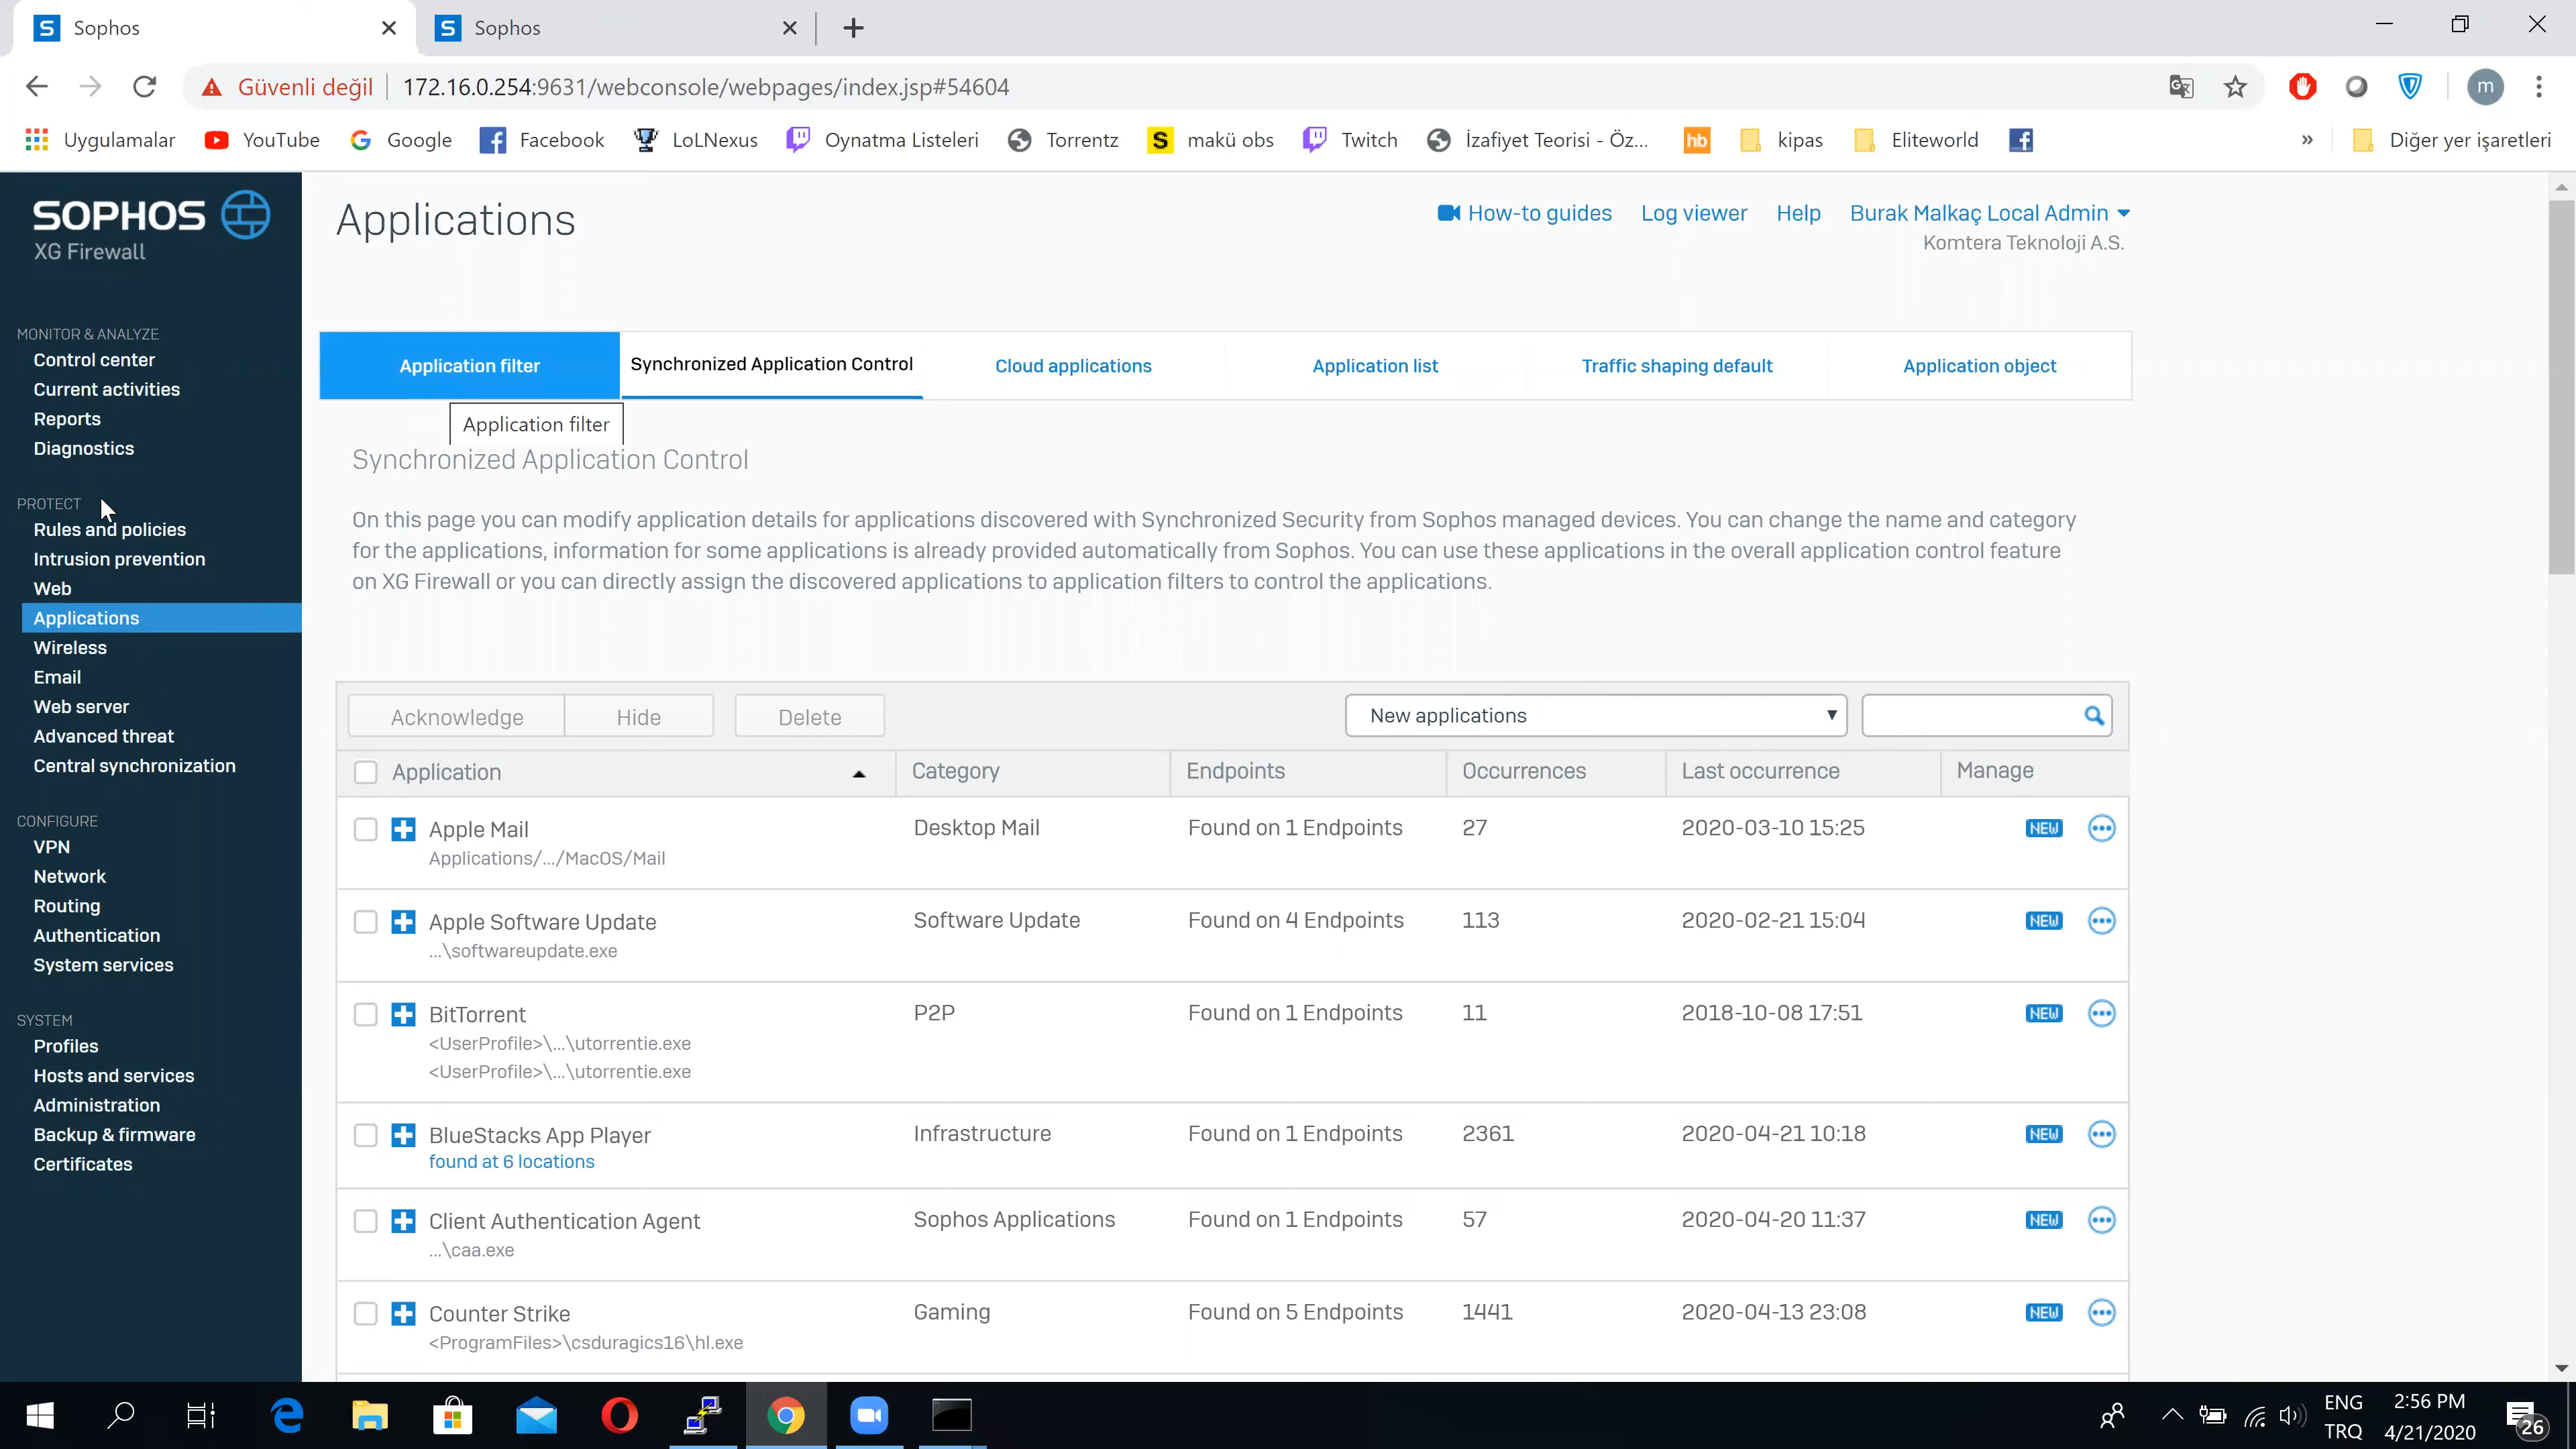 Sophos
Sophos
Güvenli değil
172.16.0.254:9631/webconsole/webpages/index.jsp#54604
m
Uygulamalar
YouTube
Google
Facebook
LoLNexus
Oynatma Listeleri
Torrentz
S makü obs
Twitch
İzafiyet Teorisi - Öz...
hb
kipas
Eliteworld
»
Diğer yer işaretleri
SOPHOS
XG Firewall
MONITOR & ANALYZE
Control center
Current activities
Reports
Diagnostics
PROTECT
Rules and policies
Intrusion prevention
Web
Applications
Wireless
Email
Web server
Advanced threat
Central synchronization
CONFIGURE
VPN
Network
Routing
Authentication
System services
SYSTEM
Profiles
Hosts and services
Administration
Backup & firmware
Certificates
Applications
How-to guides
Log viewer
Help
Burak Malkaç Local Admin
Komtera Teknoloji A.S.
Application filter
Synchronized Application Control
Cloud applications
Application list
Traffic shaping default
Application object
Application filter
Synchronized Application Control
On this page you can modify application details for applications discovered with Synchronized Security from Sophos managed devices. You can change the name and category
for the applications, information for some applications is already provided automatically from Sophos. You can use these applications in the overall application control feature
on XG Firewall or you can directly assign the discovered applications to application filters to control the applications.
Acknowledge
Hide
Delete
New applications
Application Category Endpoints Occurrences Last occurrence Manage
Apple Mail Desktop Mail Found on 1 Endpoints 27 2020-03-10 15:25 NEW
Applications/.../MacOS/Mail
Apple Software Update Software Update Found on 4 Endpoints 113 2020-02-21 15:04 NEW
...\softwareupdate.exe
BitTorrent P2P Found on 1 Endpoints 11 2018-10-08 17:51 NEW
<UserProfile>\...\utorrentie.exe
<UserProfile>\...\utorrentie.exe
BlueStacks App Player Infrastructure Found on 1 Endpoints 2361 2020-04-21 10:18 NEW
found at 6 locations
Client Authentication Agent Sophos Applications Found on 1 Endpoints 57 2020-04-20 11:37 NEW
...\caa.exe
Counter Strike Gaming Found on 5 Endpoints 1441 2020-04-13 23:08 NEW
<ProgramFiles>\csduragics16\hl.exe
ENG
TRQ
2:56 PM
4/21/2020
26